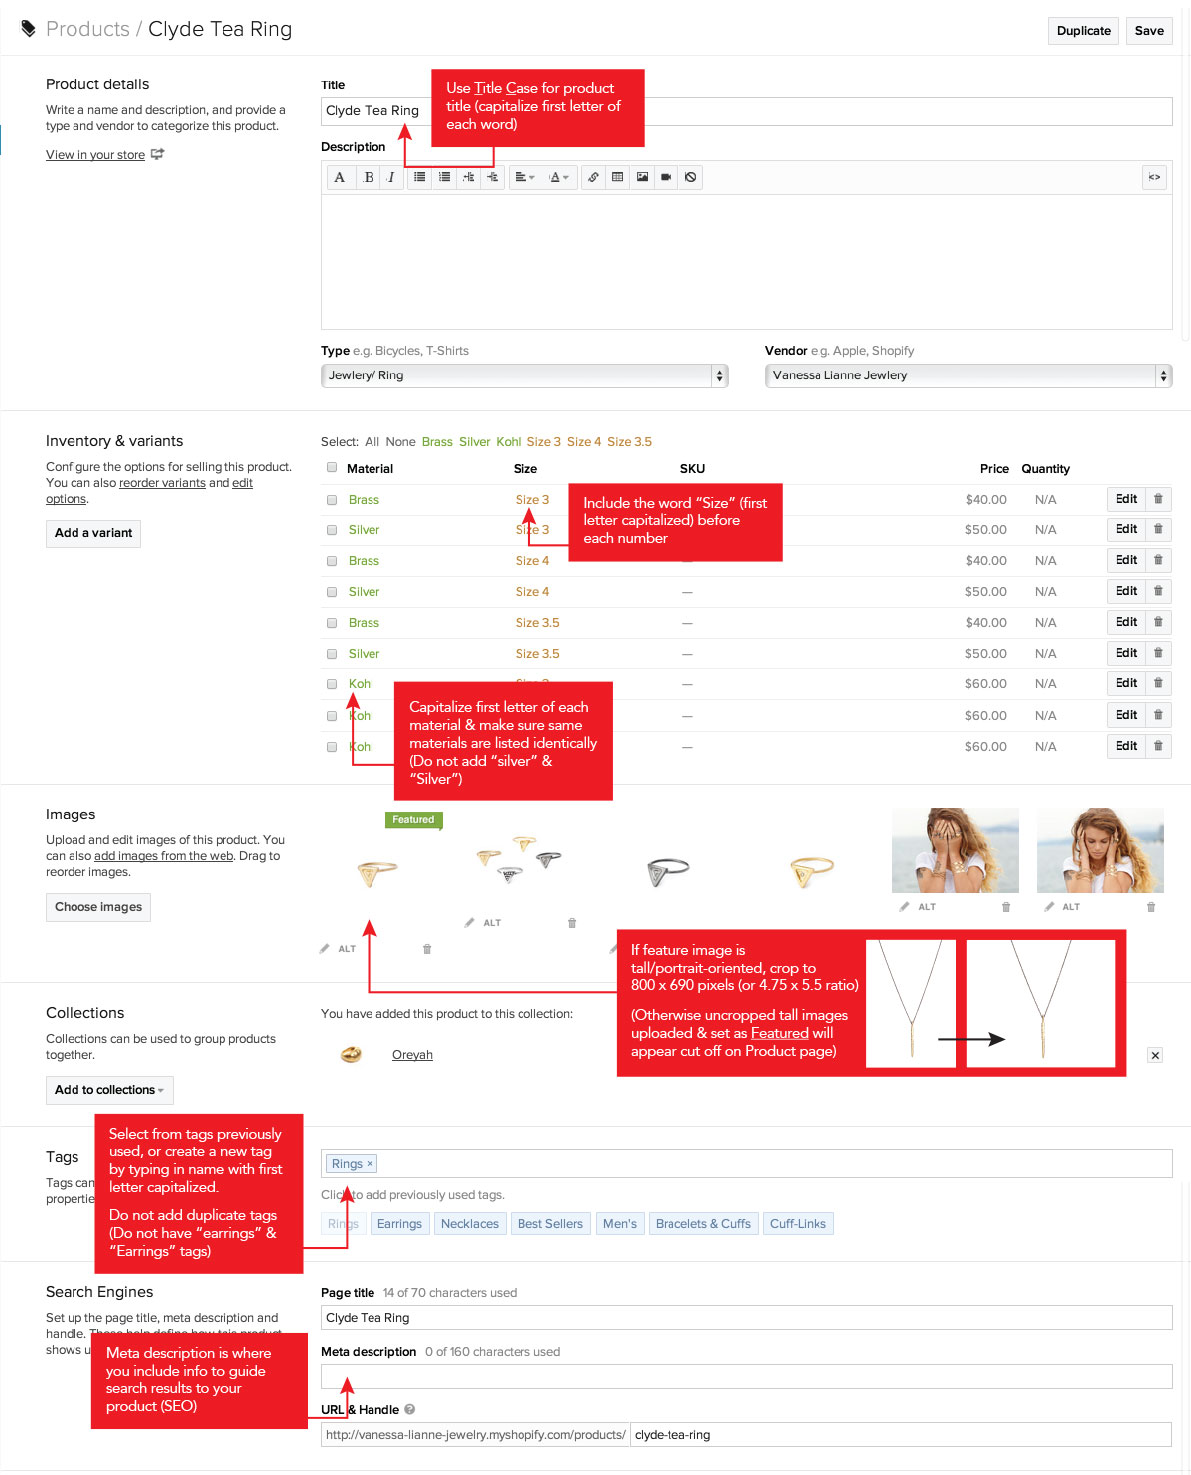 Products / Clyde Tea Ring
Duplicate
Save
Product details
Write a name and description, and provide a
type and vendor to categorize this product.
View in your store
Title
Clyde Tea Ring
Use Title Case for product
title (capitalize first letter of
each word)
Description
A B I
A
<>
Type e.g. Bicycles, T-Shirts
Jewlery/ Ring
Vendor e.g. Apple, Shopify
Vanessa Lianne Jewlery
Inventory & variants
Configure the options for selling this product.
You can also reorder variants and edit
options.
Add a variant
Select: All None Brass Silver Kohl Size 3 Size 4 Size 3.5
Material Size SKU Price Quantity
Brass Size 3 $40.00 N/A Edit
Silver Size 3 $50.00 N/A Edit
Include the word “Size” (first
letter capitalized) before
each number
Brass Size 4 — $40.00 N/A Edit
Silver Size 4 — $50.00 N/A Edit
Brass Size 3.5 — $40.00 N/A Edit
Silver Size 3.5 — $50.00 N/A Edit
Koh — $60.00 N/A Edit
Koh — $60.00 N/A Edit
Koh — $60.00 N/A Edit
Capitalize first letter of each
material & make sure same
materials are listed identically
(Do not add “silver” &
“Silver”)
Images
Upload and edit images of this product. You
can also add images from the web. Drag to
reorder images.
Choose images
Featured
ALT
ALT
ALT
ALT
If feature image is
tall/portrait-oriented, crop to
800 x 690 pixels (or 4.75 x 5.5 ratio)
(Otherwise uncropped tall images
uploaded & set as Featured will
appear cut off on Product page)
Collections
Collections can be used to group products
together.
Add to collections
You have added this product to this collection:
Oreyah
×
Tags
Tags can
properties
Select from tags previously
used, or create a new tag
by typing in name with first
letter capitalized.
Do not add duplicate tags
(Do not have “earrings” &
“Earrings” tags)
Rings ×
Click to add previously used tags.
Rings Earrings Necklaces Best Sellers Men's Bracelets & Cuffs Cuff-Links
Search Engines
Set up the page title, meta description and
handle. These help define how this product
shows u
Meta description is where
you include info to guide
search results to your
product (SEO)
Page title 14 of 70 characters used
Clyde Tea Ring
Meta description 0 of 160 characters used
URL & Handle ?
http://vanessa-lianne-jewelry.myshopify.com/products/ clyde-tea-ring